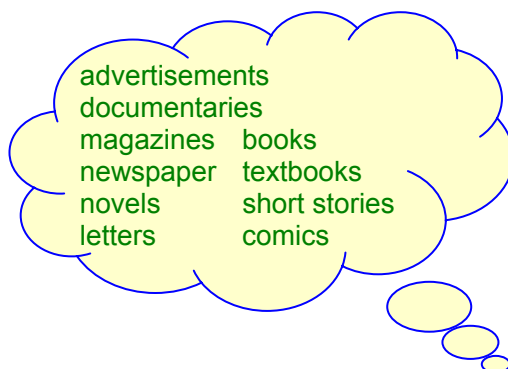 advertisements
documentaries
magazines books
newspaper textbooks
novels short stories
letters comics